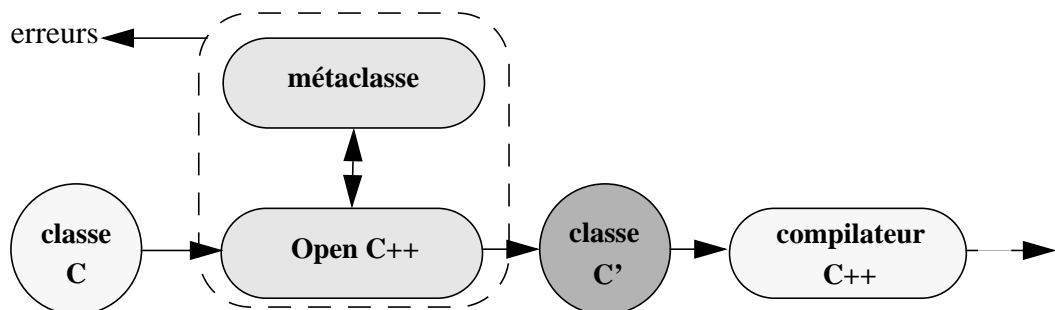 erreurs
métaclasse
classe
C
Open C++
classe
C’
compilateur
C++